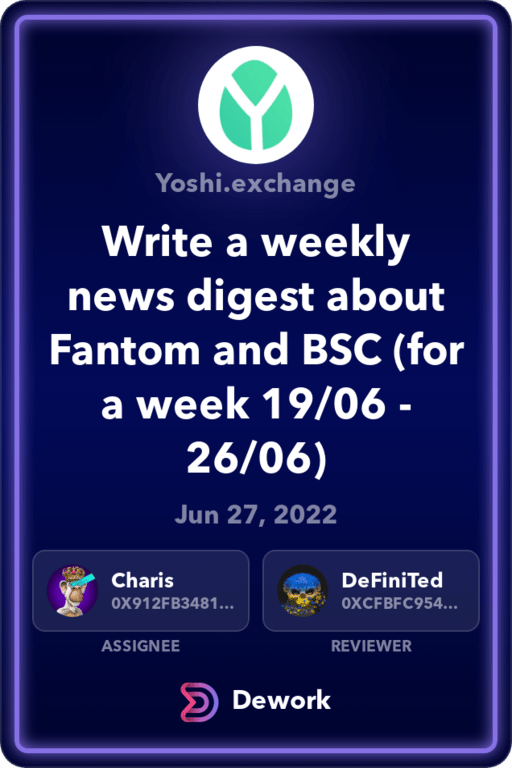 Yoshi.exchange
Write a weekly
news digest about
Fantom and BSC (for
a week 19/06 -
26/06)
Jun 27, 2022
Charis
0X912FB3481...
DeFiniTed
0XCFBFC954...
ASSIGNEE
REVIEWER
Dework